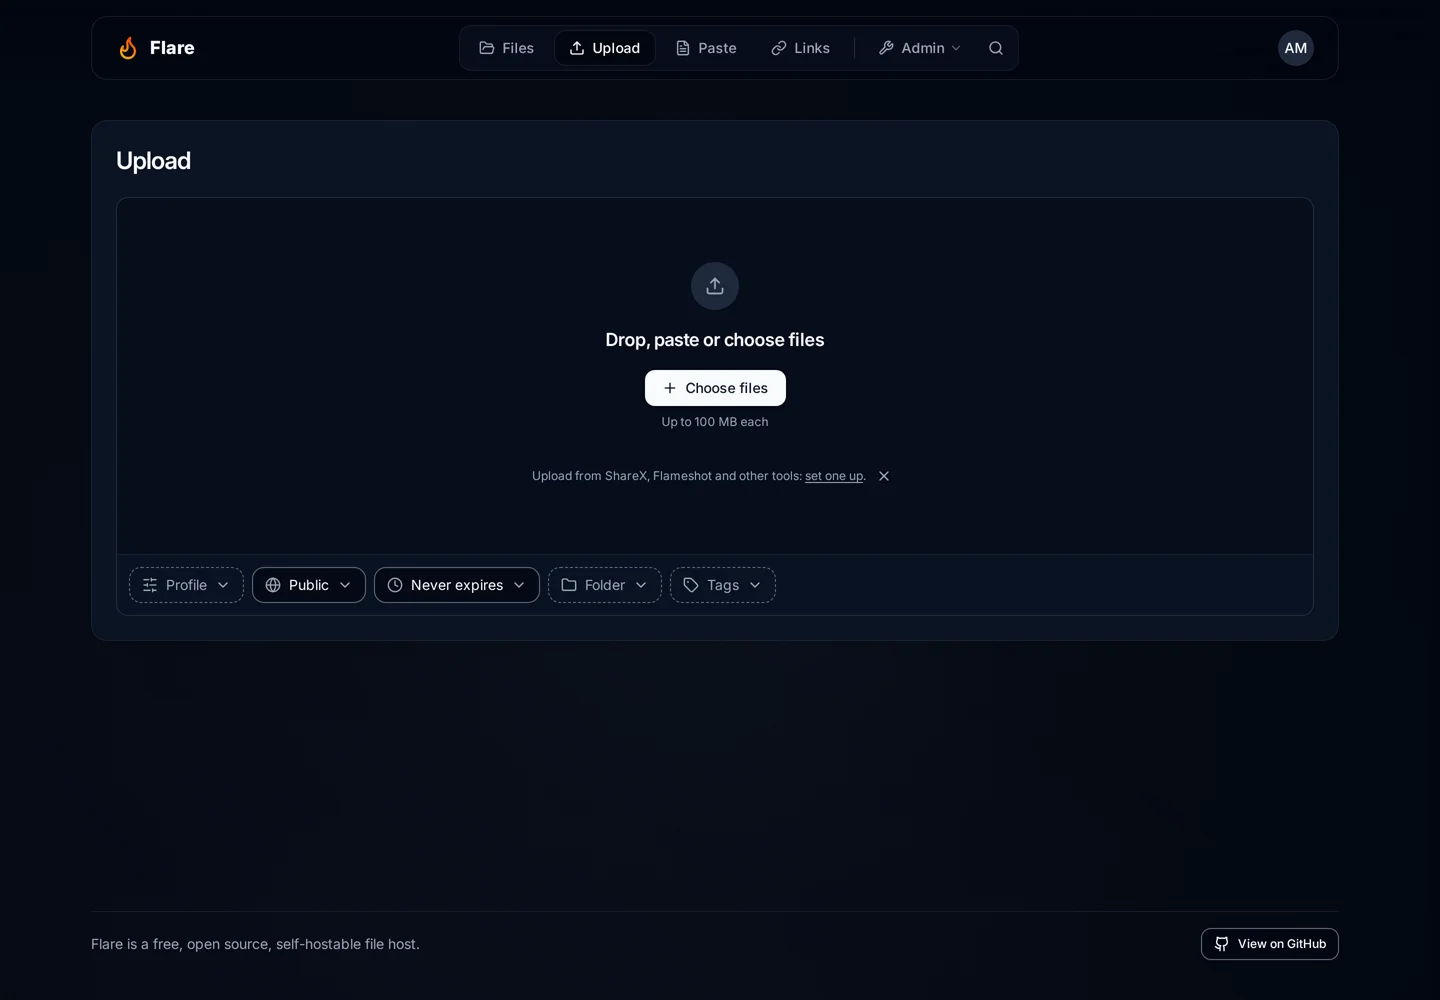 Flare
Files
Upload
Paste
Links
Admin
AM
Upload
Drop, paste or choose files
Choose files
Up to 100 MB each
Upload from ShareX, Flameshot and other tools: set one up.
Profile
Public
Never expires
Folder
Tags
Flare is a free, open source, self-hostable file host.
View on GitHub